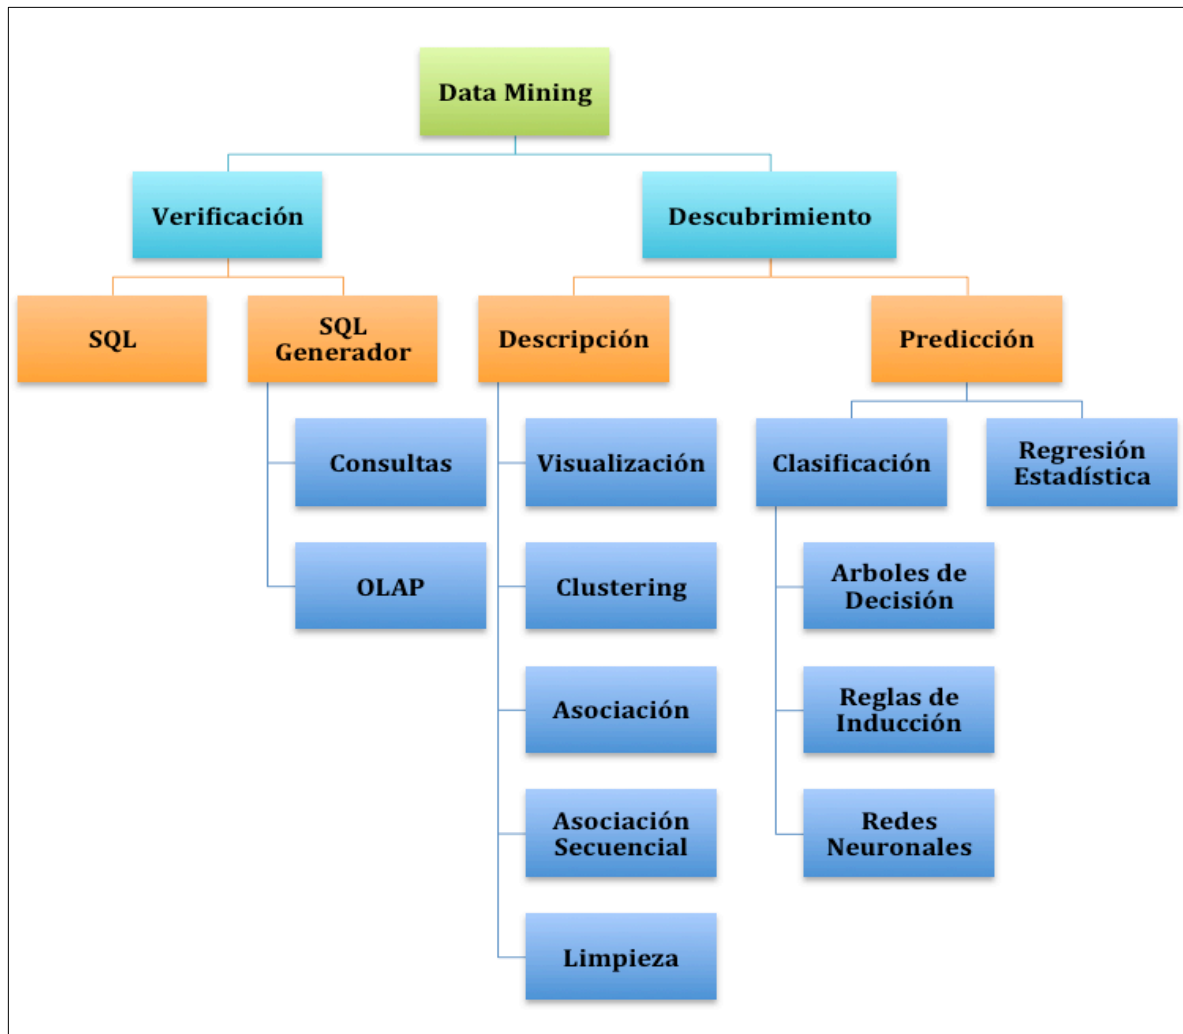 Data Mining
Verificación
Descubrimiento
SQL
SQL
Generador
Descripción
Predicción
Consultas
Visualización
Clasificación
Regresión
Estadística
OLAP
Clustering
Arboles de
Decisión
Asociación
Reglas de
Inducción
Asociación
Secuencial
Redes
Neuronales
Limpieza